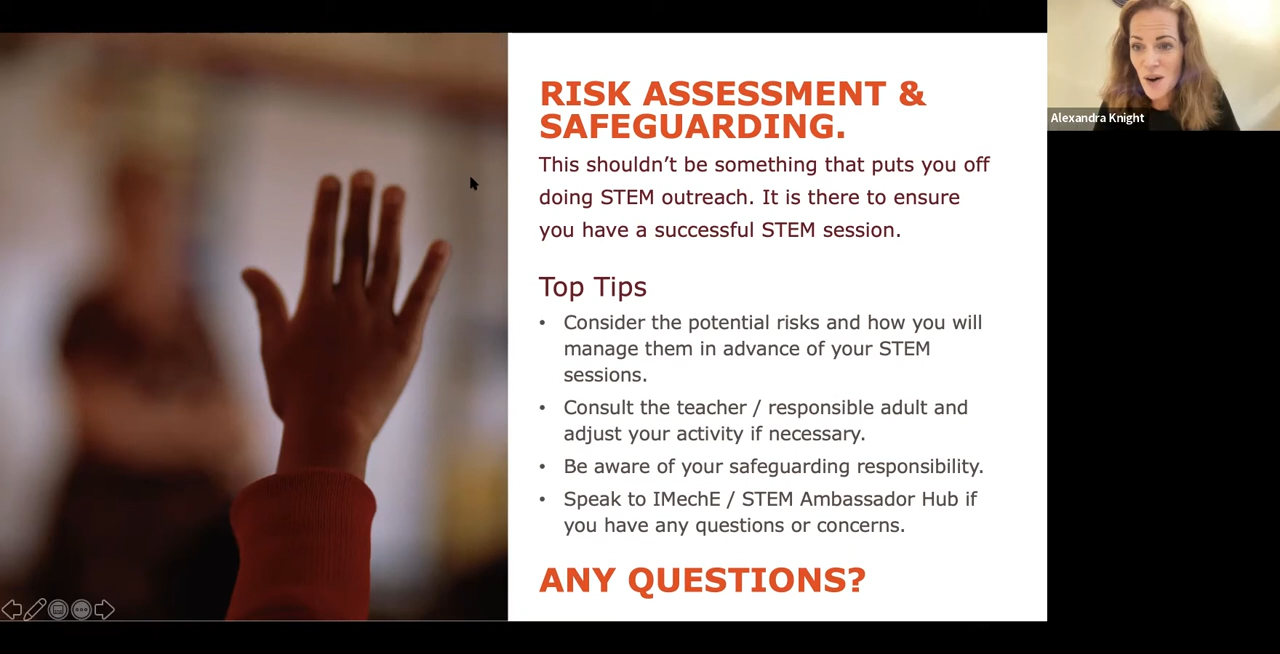 RISK ASSESSMENT &
SAFEGUARDING.
This shouldn’t be something that puts you off
doing STEM outreach. It is there to ensure
you have a successful STEM session.
Top Tips
• Consider the potential risks and how you will
manage them in advance of your STEM
sessions.
• Consult the teacher / responsible adult and
adjust your activity if necessary.
• Be aware of your safeguarding responsibility.
• Speak to IMechE / STEM Ambassador Hub if
you have any questions or concerns.
ANY QUESTIONS?
Alexandra Knight